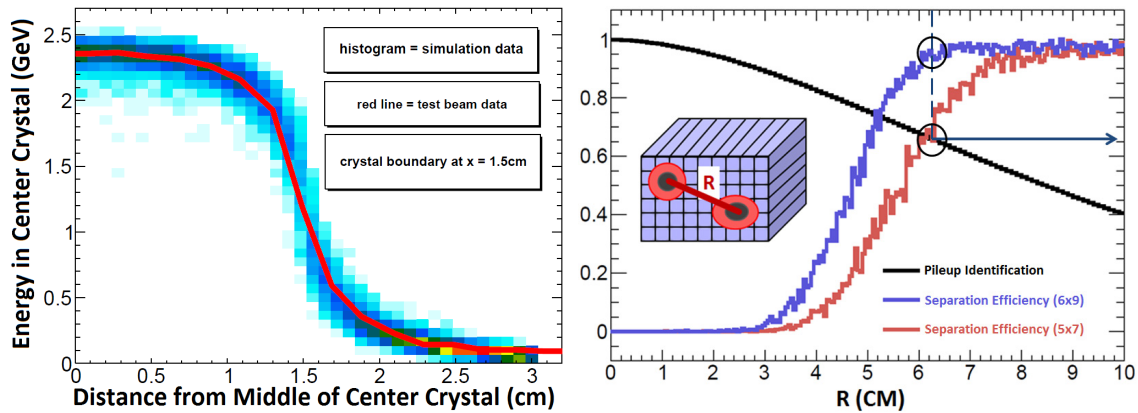 Energy in Center Crystal (GeV)
2.5
2
1.5
1
0.5
0
histogram = simulation data
red line = test beam data
crystal boundary at x = 1.5cm
0 0.5 1 1.5 2 2.5 3
Distance from Middle of Center Crystal (cm)
1
0.8
0.6
0.4
0.2
0
R
Pileup Identification
Separation Efficiency (6x9)
Separation Efficiency (5x7)
0 1 2 3 4 5 6 7 8 9 10
R (CM)